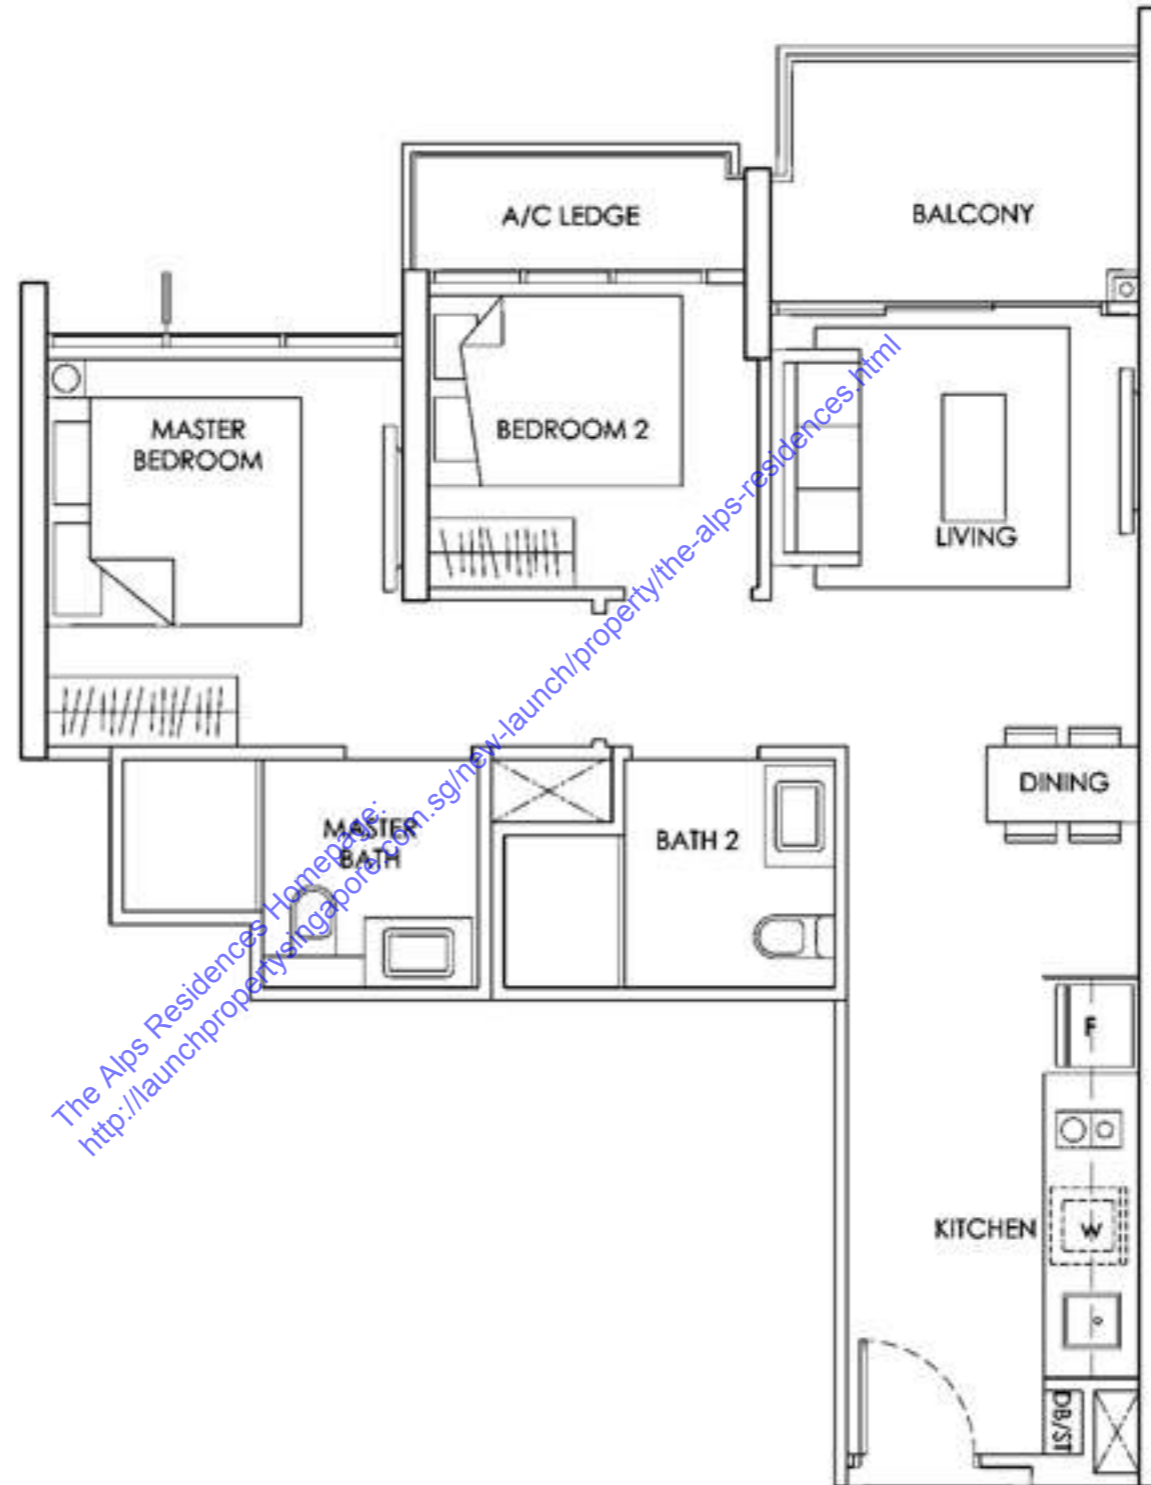 BALCONY
A/C LEDGE
MASTER
BEDROOM
BEDROOM 2
LIVING
DINING
MASTER
BATH
BATH 2
F
KITCHEN
W
DB/ST
The Alps Residences Homepage:
http://launchpropertysingapore.com.sg/new-launch/property/the-alps-residences.html